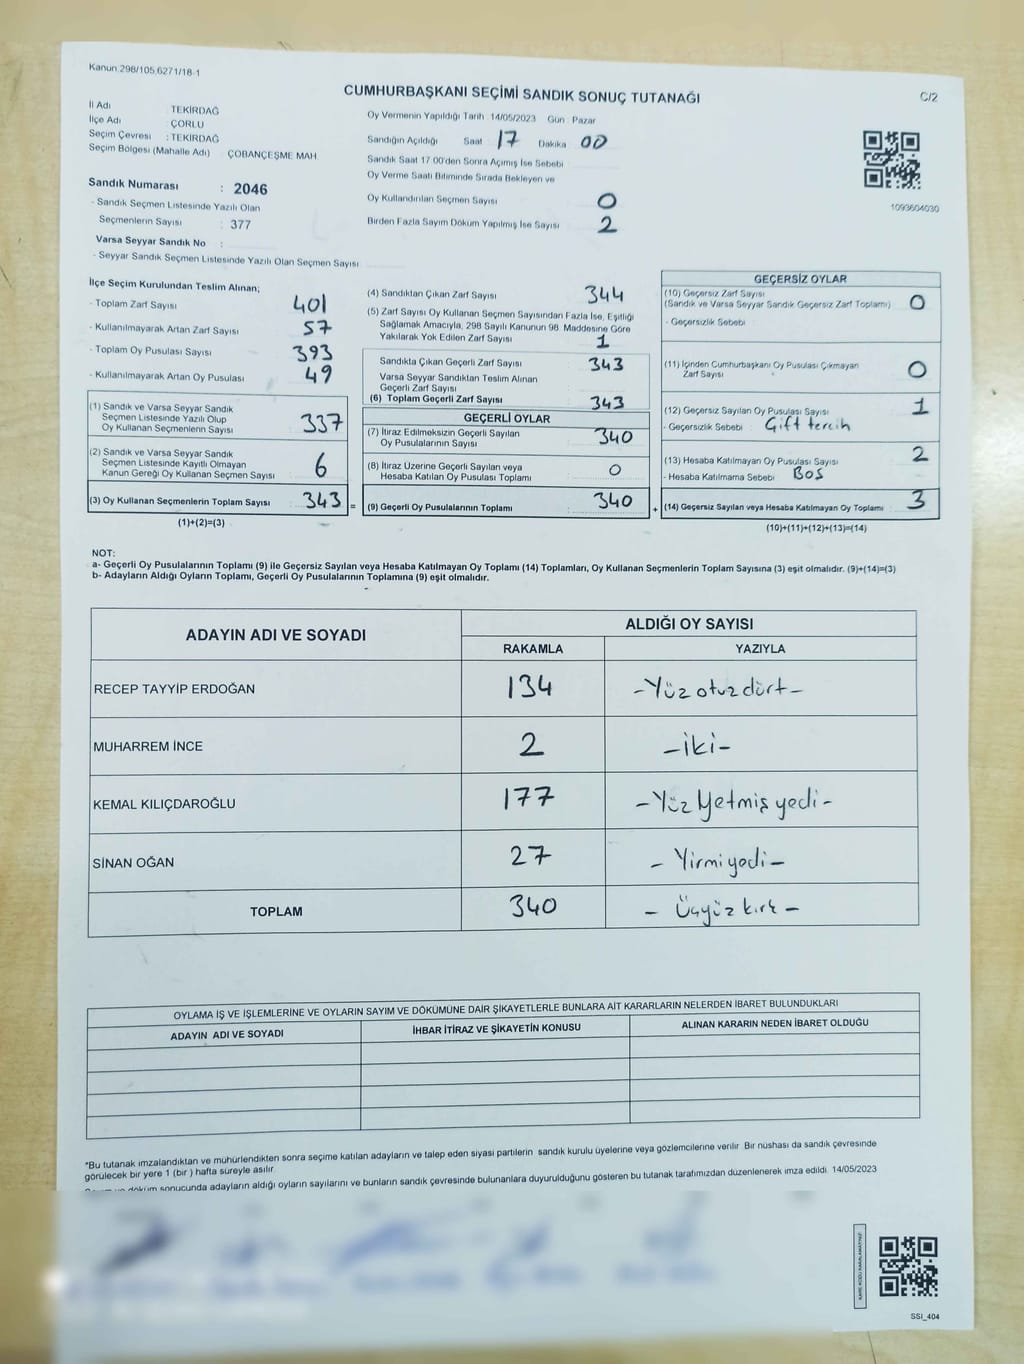 Kanun 298/105,6271/18-1
CUMHURBAŞKANI SEÇİMİ SANDIK SONUÇ TUTANAĞI
C/2
İl Adı TEKİRDAĞ
İlçe Adı ÇORLU
Seçim Çevresi : TEKİRDAĞ
Seçim Bölgesi (Mahalle Adı) ÇOBANÇEŞME MAH
Oy Vermenin Yapıldığı Tarih 14/05/2023 Gün : Pazar
Sandığın Açıldığı Saat 17 Dakika 00
Sandık Saat 17:00'den Sonra Açımış İse Sebebi
Oy Verme Saati Bitiminde Sırada Bekleyen ve
Oy Kullandırılan Seçmen Sayısı 0
Birden Fazla Sayım Döküm Yapılmış İse Sayısı 2
1093604030
Sandık Numarası : 2046
- Sandık Seçmen Listesinde Yazılı Olan
Seçmenlerin Sayısı : 377
Varsa Seyyar Sandık No :
- Seyyar Sandık Seçmen Listesinde Yazılı Olan Seçmen Sayısı
İlçe Seçim Kurulundan Teslim Alınan;
- Toplam Zarf Sayısı 401
- Kullanılmayarak Artan Zarf Sayısı 57
- Toplam Oy Pusulası Sayısı 393
- Kullanılmayarak Artan Oy Pusulası 49
(1) Sandık ve Varsa Seyyar Sandık
Seçmen Listesinde Yazılı Olup
Oy Kullanan Seçmenlerin Sayısı 337
(2) Sandık ve Varsa Seyyar Sandık
Seçmen Listesinde Kayıtlı Olmayan
Kanun Gereği Oy Kullanan Seçmen Sayısı 6
(3) Oy Kullanan Seçmenlerin Toplam Sayısı 343 =
(1)+(2)=(3)
(4) Sandıktan Çıkan Zarf Sayısı 344
(5) Zarf Sayısı Oy Kullanan Seçmen Sayısından Fazla İse, Eşitliği
Sağlamak Amacıyla, 298 Sayılı Kanunun 98. Maddesine Göre
Yakılarak Yok Edilen Zarf Sayısı 1
Sandıkta Çıkan Geçerli Zarf Sayısı 343
Varsa Seyyar Sandıktan Teslim Alınan
Geçerli Zarf Sayısı
(6) Toplam Geçerli Zarf Sayısı 343
GEÇERLİ OYLAR
(7) İtiraz Edilmeksizin Geçerli Sayılan
Oy Pusulalarının Sayısı 340
(8) İtiraz Üzerine Geçerli Sayılan veya
Hesaba Katılan Oy Pusulası Toplamı 0
(9) Geçerli Oy Pusulalarının Toplamı 340 +
GEÇERSİZ OYLAR
(10) Geçersiz Zarf Sayısı
(Sandık ve Varsa Seyyar Sandık Geçersiz Zarf Toplamı) 0
- Geçersizlik Sebebi
(11) İçinden Cumhurbaşkanı Oy Pusulası Çıkmayan
Zarf Sayısı 0
(12) Geçersiz Sayılan Oy Pusulası Sayısı 1
- Geçersizlik Sebebi : Çift tercih
(13) Hesaba Katılmayan Oy Pusulası Sayısı 2
- Hesaba Katılmama Sebebi : BoŞ
(14) Geçersiz Sayılan veya Hesaba Katılmayan Oy Toplamı 3
(10)+(11)+(12)+(13)=(14)
NOT:
a- Geçerli Oy Pusulalarının Toplamı (9) ile Geçersiz Sayılan veya Hesaba Katılmayan Oy Toplamı (14) Toplamları, Oy Kullanan Seçmenlerin Toplam Sayısına (3) eşit olmalıdır. (9)+(14)=(3)
b- Adayların Aldığı Oyların Toplamı, Geçerli Oy Pusulalarının Toplamına (9) eşit olmalıdır.
ADAYIN ADI VE SOYADI ALDIĞI OY SAYISI
RAKAMLA YAZIYLA
RECEP TAYYİP ERDOĞAN 134 -Yüz otuz dört-
MUHARREM İNCE 2 -iki-
KEMAL KILIÇDAROĞLU 177 -Yüz Yetmiş yedi-
SİNAN OĞAN 27 - Yirmi yedi -
TOPLAM 340 - Üçyüz kırk -
OYLAMA İŞ VE İŞLEMLERİNE VE OYLARIN SAYIM VE DÖKÜMÜNE DAİR ŞİKAYETLERLE BUNLARA AİT KARARLARIN NELERDEN İBARET BULUNDUKLARI
ADAYIN ADI VE SOYADI İHBAR İTİRAZ VE ŞİKAYETİN KONUSU ALINAN KARARIN NEDEN İBARET OLDUĞU
*Bu tutanak imzalandıktan ve mühürlendikten sonra seçime katılan adayların ve talep eden siyasi partilerin sandık kurulu üyelerine veya gözlemcilerine verilir. Bir nüshası da sandık çevresinde
görülecek bir yere 1 (bir ) hafta süreyle asılır.
ve döküm sonucunda adayların aldığı oyların sayılarını ve bunların sandık çevresinde bulunanlara duyurulduğunu gösteren bu tutanak tarafımızdan düzenlenerek imza edildi. 14/05/2023
KARE KODU KARALAMAYINIZ
SSI_404